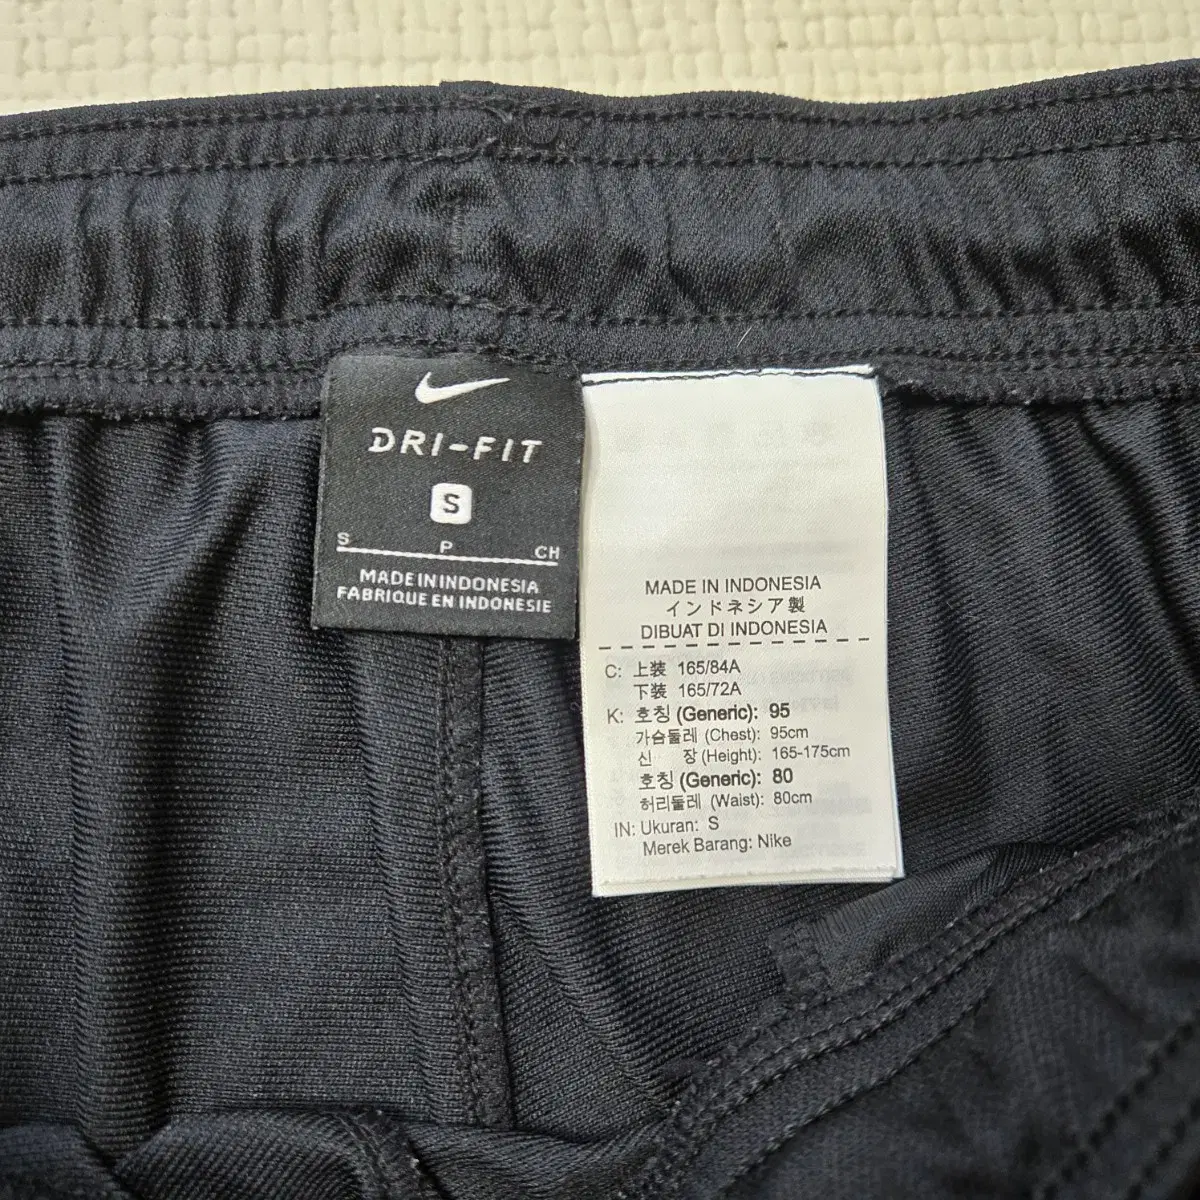 DRI-FIT
S
S P CH
MADE IN INDONESIA
FABRIQUE EN INDONESIE
MADE IN INDONESIA
インドネシア製
DIBUAT DI INDONESIA
C: 上装 165/84A
下装 165/72A
K: 호칭 (Generic): 95
가슴둘레 (Chest): 95cm
신 장 (Height): 165-175cm
호칭 (Generic): 80
허리둘레 (Waist): 80cm
IN: Ukuran: S
Merek Barang: Nike